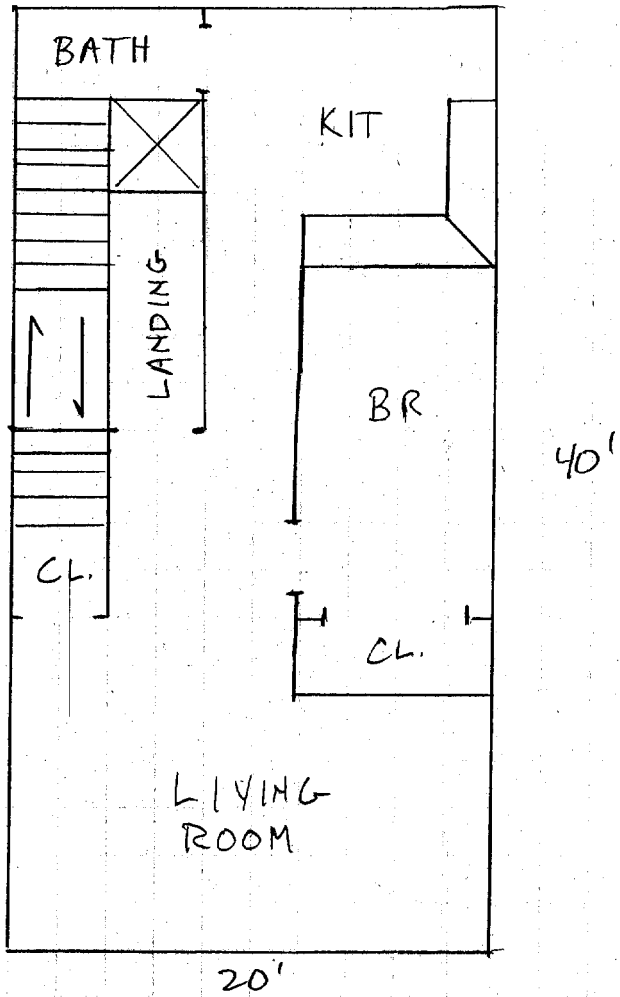 BATH
KIT
LANDING
BR
40'
CL.
CL.
LIVING
ROOM
20'